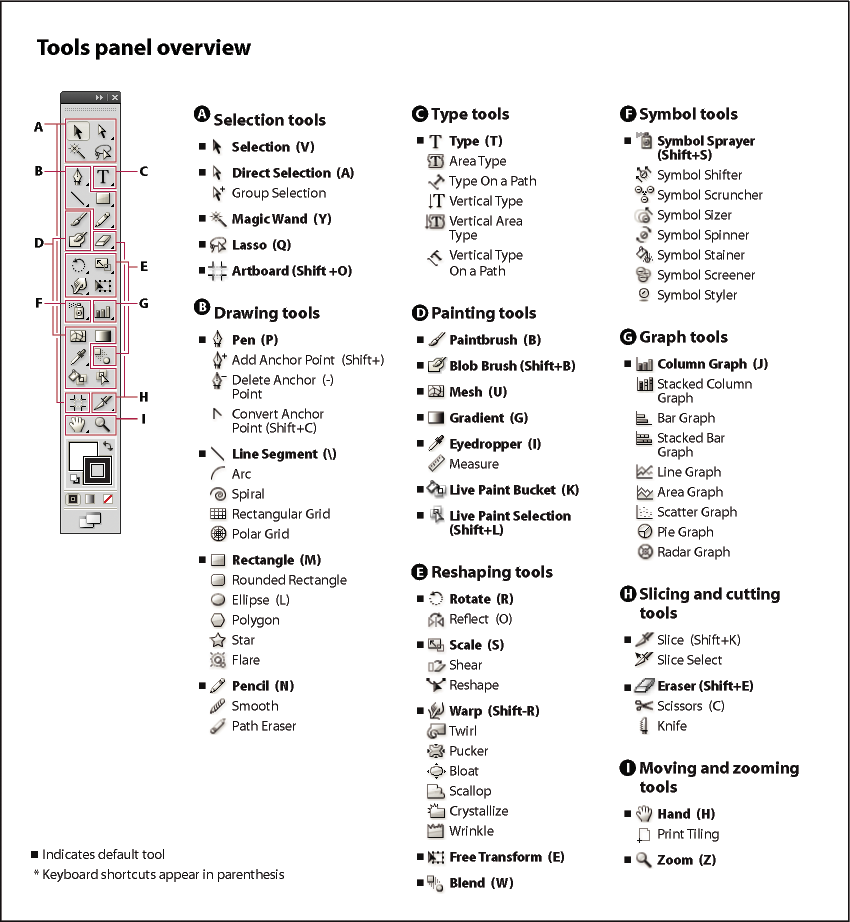 Tools panel overview
A
B
C
D
E
F
G
H
I
A Selection tools
■ Selection (V)
■ Direct Selection (A)
Group Selection
■ Magic Wand (Y)
■ Lasso (Q)
■ Artboard (Shift +O)
B Drawing tools
■ Pen (P)
Add Anchor Point (Shift+)
Delete Anchor (-)
Point
Convert Anchor
Point (Shift+C)
■ Line Segment (\)
Arc
Spiral
Rectangular Grid
Polar Grid
■ Rectangle (M)
Rounded Rectangle
Ellipse (L)
Polygon
Star
Flare
■ Pencil (N)
Smooth
Path Eraser
C Type tools
■ Type (T)
Area Type
Type On a Path
Vertical Type
Vertical Area
Type
Vertical Type
On a Path
D Painting tools
■ Paintbrush (B)
■ Blob Brush (Shift+B)
■ Mesh (U)
■ Gradient (G)
■ Eyedropper (I)
Measure
■ Live Paint Bucket (K)
■ Live Paint Selection
(Shift+L)
E Reshaping tools
■ Rotate (R)
Reflect (O)
■ Scale (S)
Shear
Reshape
■ Warp (Shift-R)
Twirl
Pucker
Bloat
Scallop
Crystallize
Wrinkle
■ Free Transform (E)
■ Blend (W)
F Symbol tools
■ Symbol Sprayer
(Shift+S)
Symbol Shifter
Symbol Scruncher
Symbol Sizer
Symbol Spinner
Symbol Stainer
Symbol Screener
Symbol Styler
G Graph tools
■ Column Graph (J)
Stacked Column
Graph
Bar Graph
Stacked Bar
Graph
Line Graph
Area Graph
Scatter Graph
Pie Graph
Radar Graph
H Slicing and cutting
tools
■ Slice (Shift+K)
Slice Select
■ Eraser (Shift+E)
Scissors (C)
Knife
I Moving and zooming
tools
■ Hand (H)
Print Tiling
■ Zoom (Z)
■ Indicates default tool
* Keyboard shortcuts appear in parenthesis